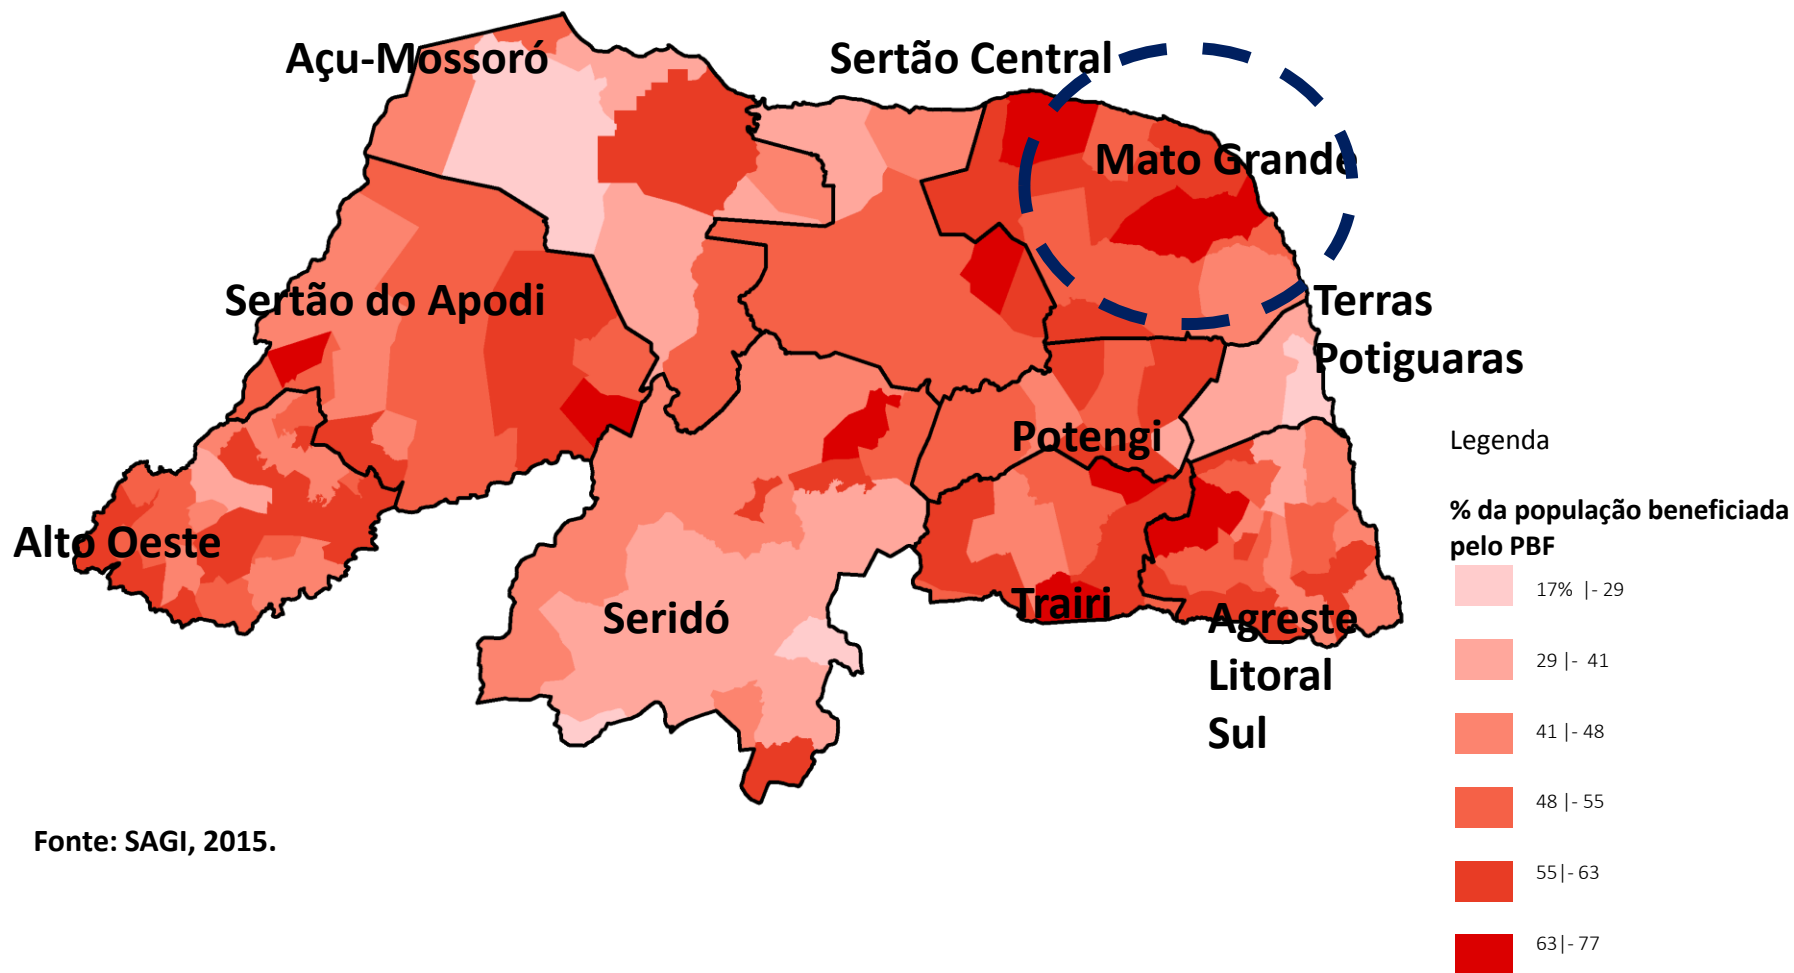 Açu-Mossoró
Sertão Central
Mato Grande
Sertão do Apodi
Terras
Potiguaras
Potengi
Alto Oeste
Seridó
Trairi
Agreste
Litoral
Sul
Legenda
% da população beneficiada
pelo PBF
17% |- 29
29 |- 41
41 |- 48
48 |- 55
55|- 63
63|- 77
Fonte: SAGI, 2015.